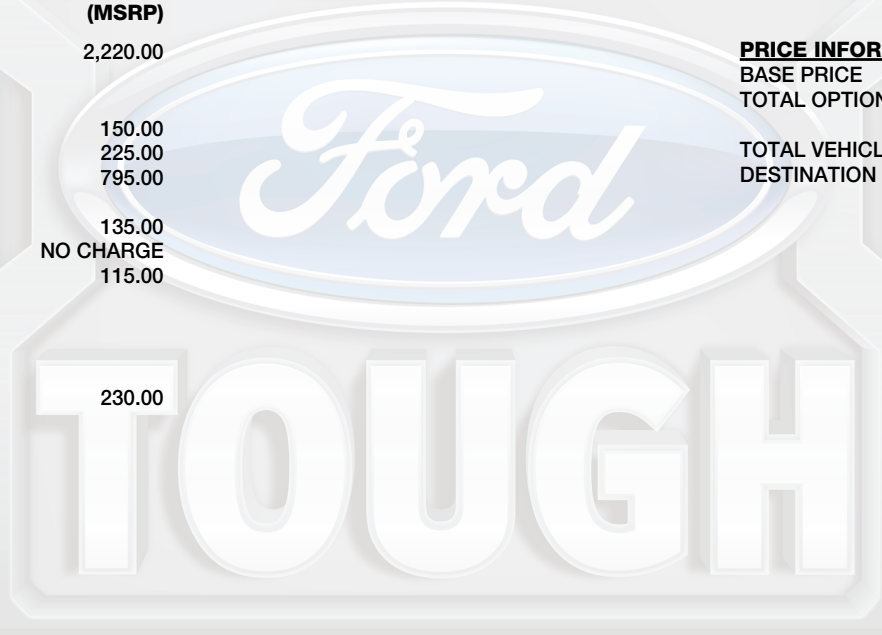 (MSRP)
2,220.00
150.00
225.00
795.00
135.00
NO CHARGE
115.00
230.00
PRICE INFOR
BASE PRICE
TOTAL OPTION
TOTAL VEHICL
DESTINATION
Ford
TOUGH